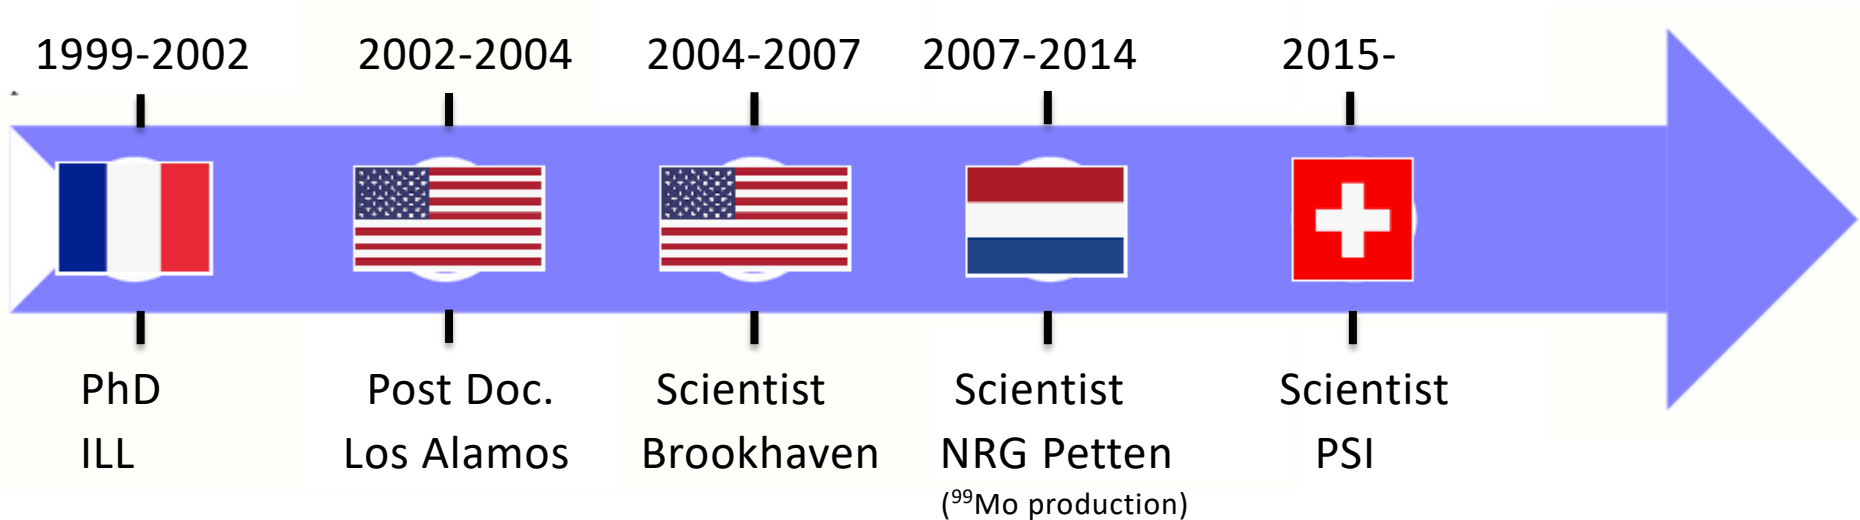 1999-2002 2002-2004 2004-2007 2007-2014 2015-
PhD Post Doc. Scientist Scientist Scientist
ILL Los Alamos Brookhaven NRG Petten PSI
(⁹⁹Mo production)